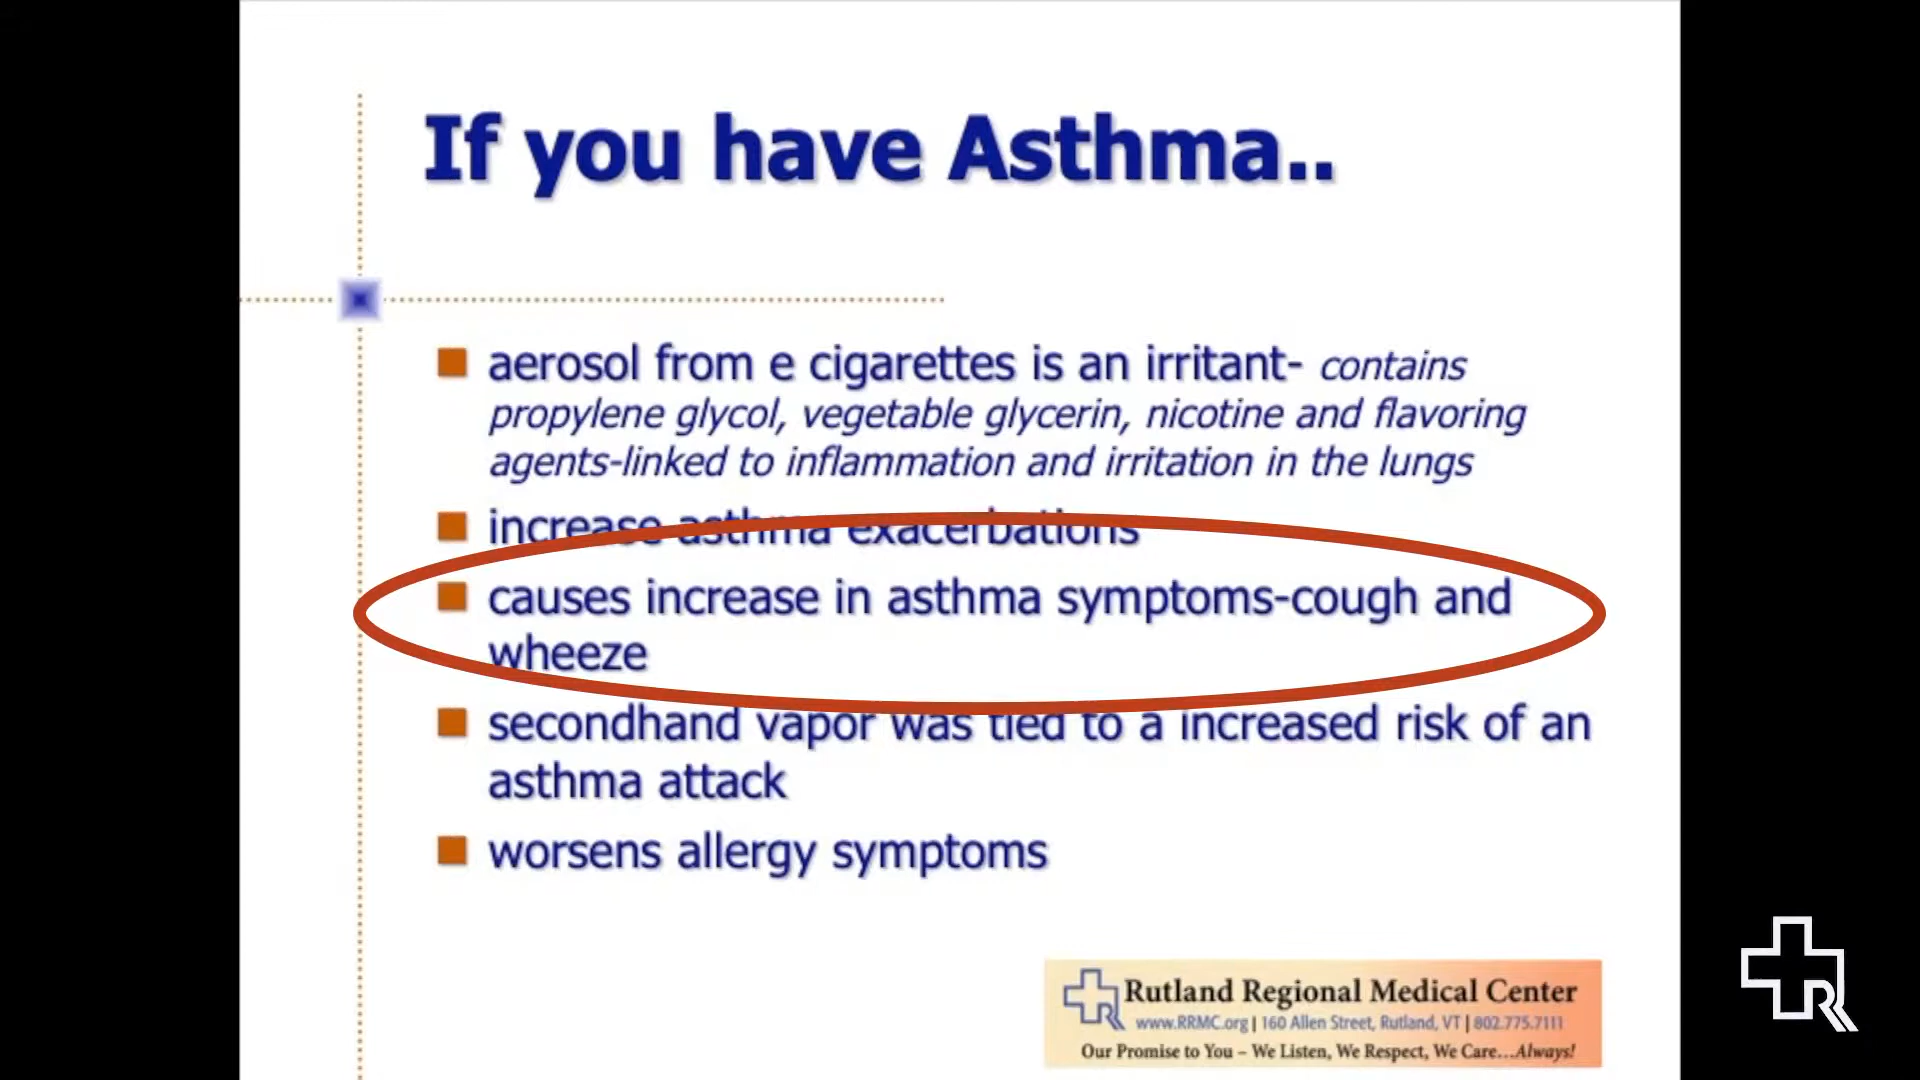 If you have Asthma..
aerosol from e cigarettes is an irritant- contains
propylene glycol, vegetable glycerin, nicotine and flavoring
agents-linked to inflammation and irritation in the lungs
increase asthma exacerbations
causes increase in asthma symptoms-cough and
wheeze
secondhand vapor was tied to a increased risk of an
asthma attack
worsens allergy symptoms
Rutland Regional Medical Center
www.RRMC.org | 160 Allen Street, Rutland, VT | 802.775.7111
Our Promise to You – We Listen, We Respect, We Care...Always!